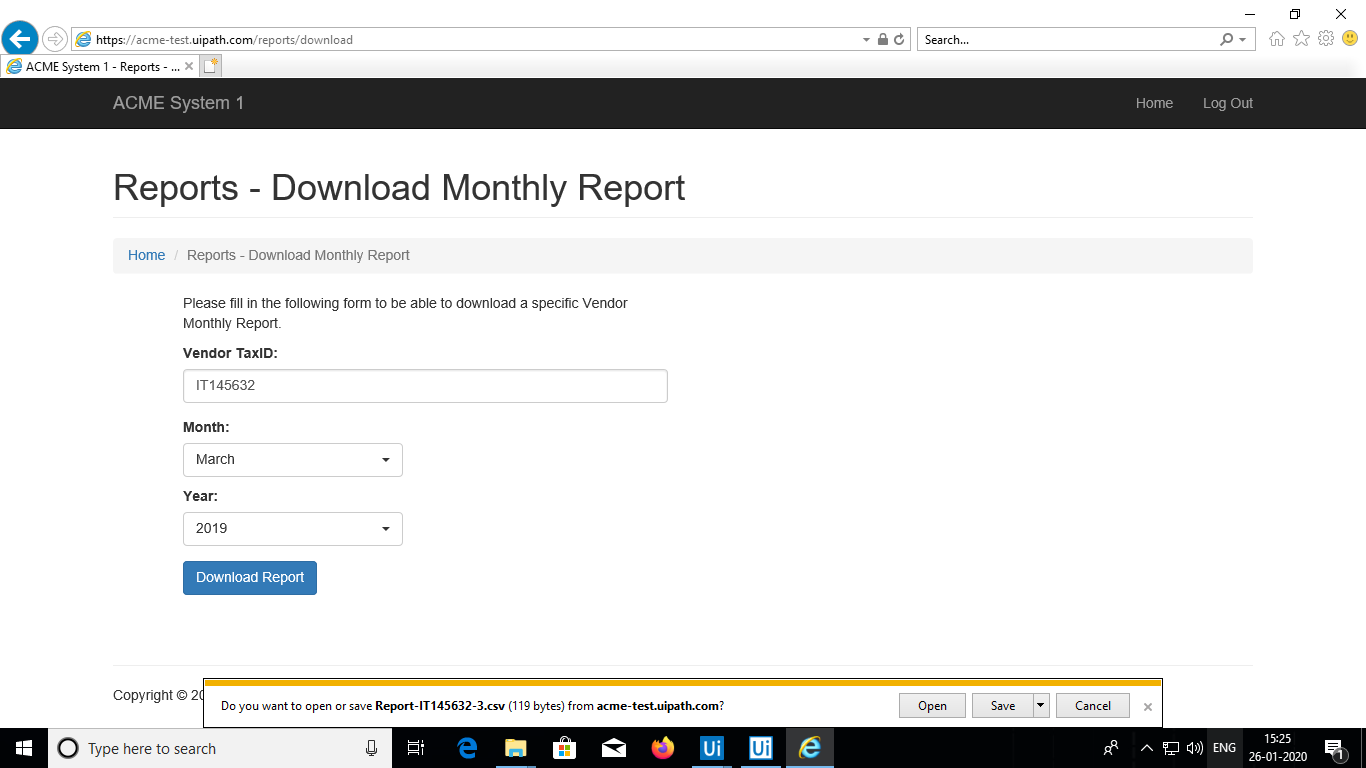 https://acme-test.uipath.com/reports/download
Search...
ACME System 1 - Reports - ...
ACME System 1
Home
Log Out
Reports - Download Monthly Report
Home / Reports - Download Monthly Report
Please fill in the following form to be able to download a specific Vendor
Monthly Report.
Vendor TaxID:
IT145632
Month:
March
Year:
2019
Download Report
Copyright © 20
Do you want to open or save Report-IT145632-3.csv (119 bytes) from acme-test.uipath.com?
Open
Save
Cancel
Type here to search
Ui
Ui
ENG
15:25
26-01-2020
1